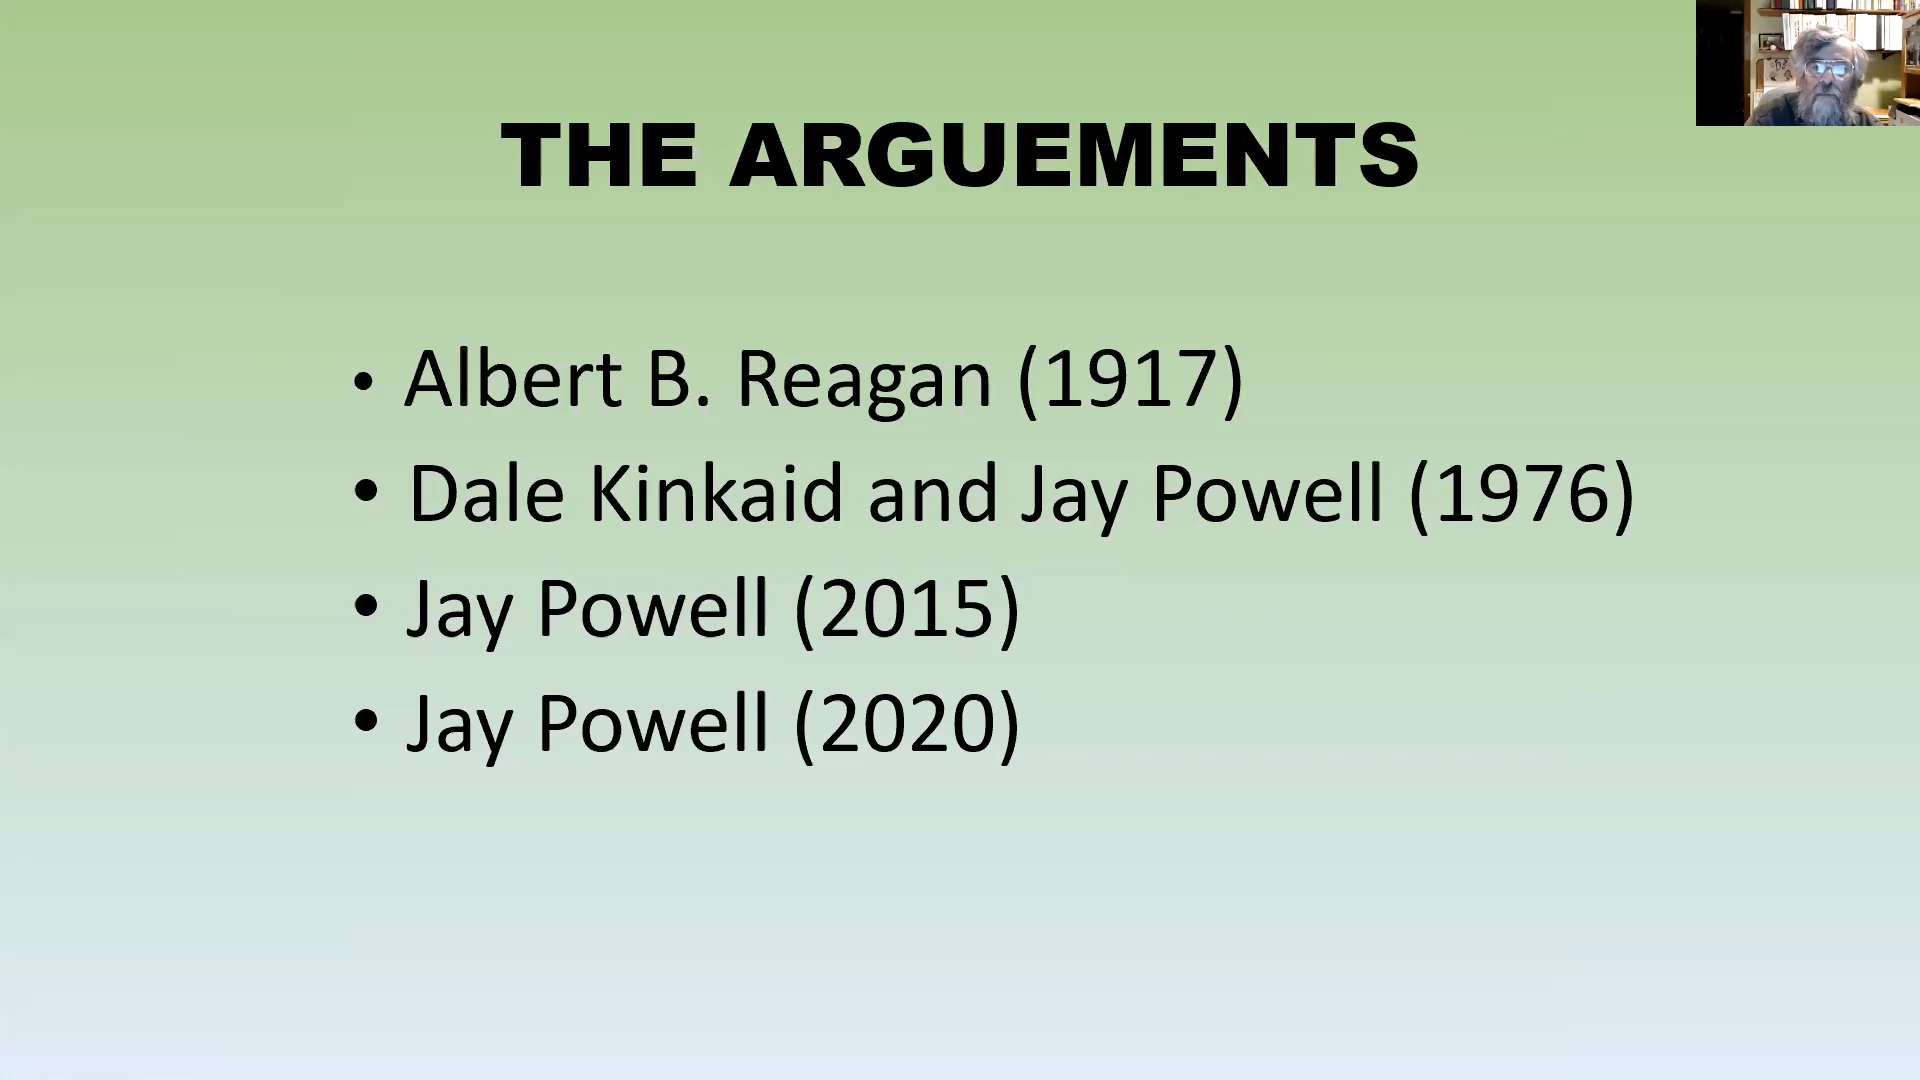 THE ARGUEMENTS
• Albert B. Reagan (1917)
• Dale Kinkaid and Jay Powell (1976)
• Jay Powell (2015)
• Jay Powell (2020)